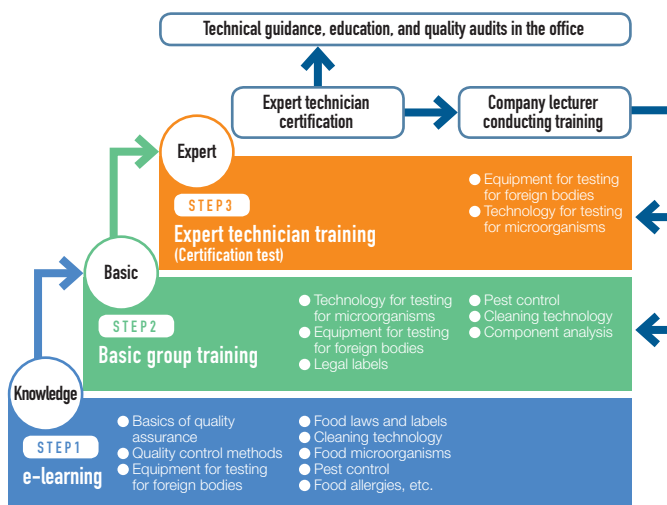 Technical guidance, education, and quality audits in the office
Expert technician
certification
Company lecturer
conducting training
Expert
STEP3
Expert technician training
(Certification test)
● Equipment for testing
for foreign bodies
● Technology for testing
for microorganisms
Basic
STEP2
Basic group training
● Technology for testing
for microorganisms
● Equipment for testing
for foreign bodies
● Legal labels
● Pest control
● Cleaning technology
● Component analysis
Knowledge
STEP1
e-learning
● Basics of quality
assurance
● Quality control methods
● Equipment for testing
for foreign bodies
● Food laws and labels
● Cleaning technology
● Food microorganisms
● Pest control
● Food allergies, etc.